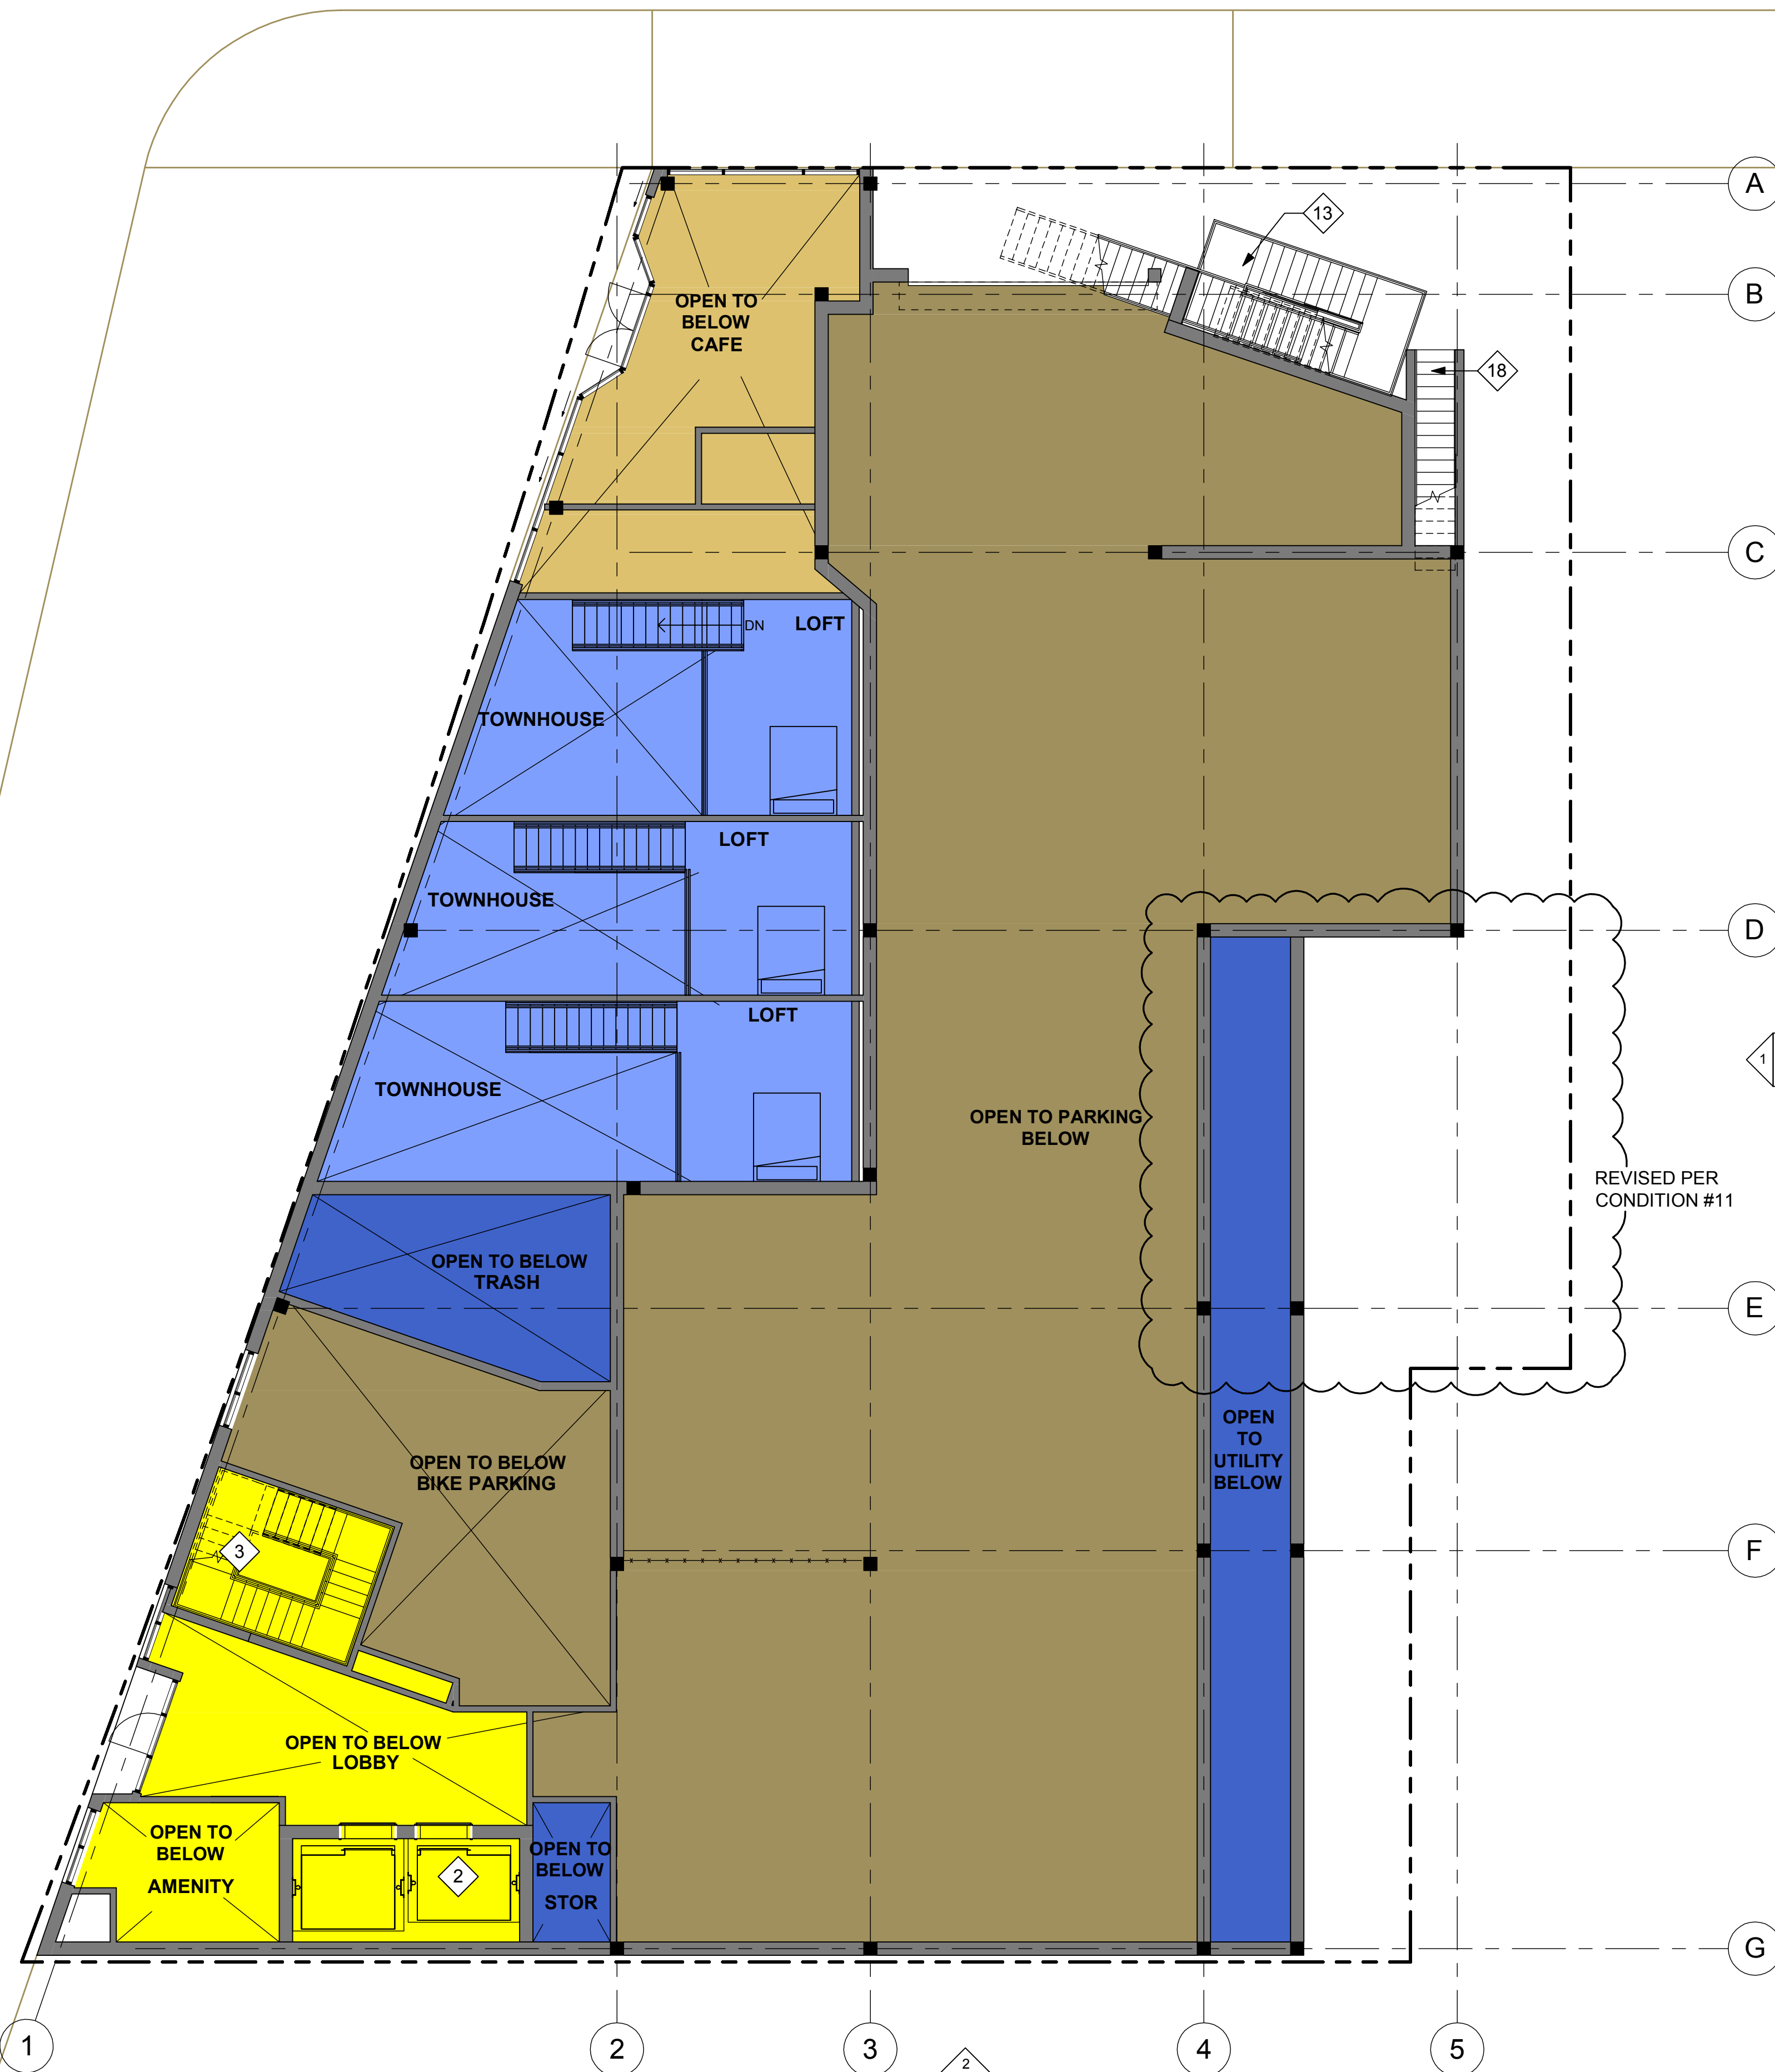 A
13
B
OPEN TO
BELOW
CAFE
18
C
DN
LOFT
TOWNHOUSE
LOFT
TOWNHOUSE
D
LOFT
1
TOWNHOUSE
OPEN TO PARKING
BELOW
REVISED PER
CONDITION #11
OPEN TO BELOW
TRASH
E
OPEN
TO
UTILITY
BELOW
OPEN TO BELOW
BIKE PARKING
3
F
OPEN TO BELOW
LOBBY
OPEN TO
BELOW
AMENITY
2
OPEN TO
BELOW
STOR
G
1
2
3
4
5
2